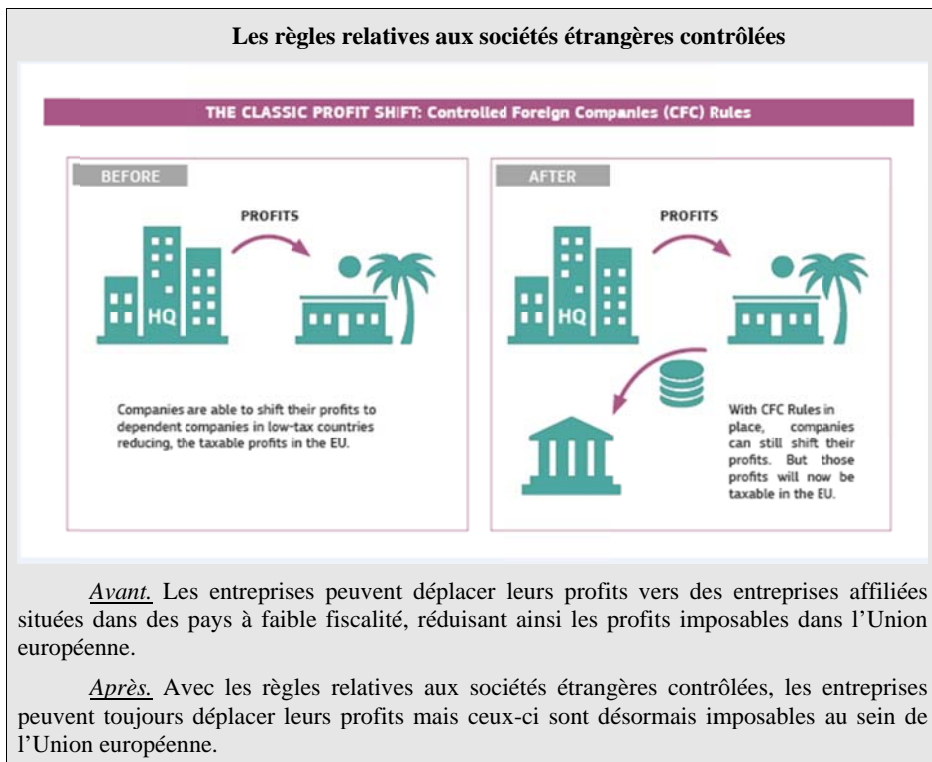 Les règles relatives aux sociétés étrangères contrôlées
THE CLASSIC PROFIT SHIFT: Controlled Foreign Companies (CFC) Rules
BEFORE
PROFITS
HQ
Companies are able to shift their profits to
dependent companies in low-tax countries
reducing, the taxable profits in the EU.
AFTER
PROFITS
HQ
With CFC Rules in
place, companies
can still shift their
profits. But those
profits will now be
taxable in the EU.
Avant. Les entreprises peuvent déplacer leurs profits vers des entreprises affiliées
situées dans des pays à faible fiscalité, réduisant ainsi les profits imposables dans l’Union
européenne.
Après. Avec les règles relatives aux sociétés étrangères contrôlées, les entreprises
peuvent toujours déplacer leurs profits mais ceux-ci sont désormais imposables au sein de
l’Union européenne.